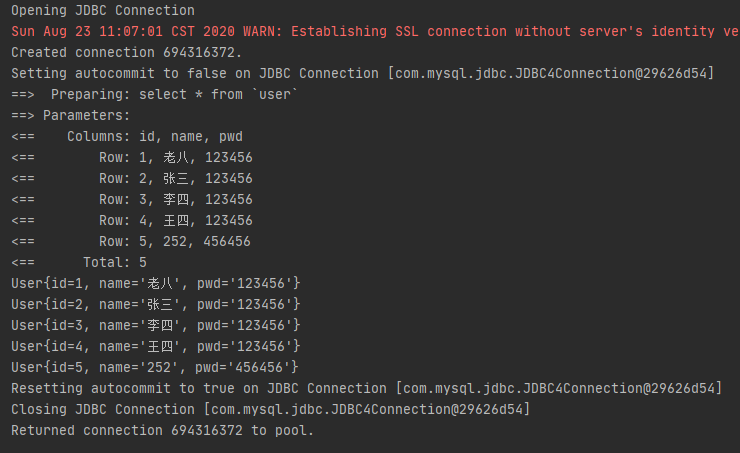 Opening JDBC Connection
Sun Aug 23 11:07:01 CST 2020 WARN: Establishing SSL connection without server's identity ve
Created connection 694316372.
Setting autocommit to false on JDBC Connection [com.mysql.jdbc.JDBC4Connection@29626d54]
==>  Preparing: select * from `user`
==> Parameters:
<==    Columns: id, name, pwd
<==        Row: 1, 老八, 123456
<==        Row: 2, 张三, 123456
<==        Row: 3, 李四, 123456
<==        Row: 4, 王四, 123456
<==        Row: 5, 252, 456456
<==      Total: 5
User{id=1, name='老八', pwd='123456'}
User{id=2, name='张三', pwd='123456'}
User{id=3, name='李四', pwd='123456'}
User{id=4, name='王四', pwd='123456'}
User{id=5, name='252', pwd='456456'}
Resetting autocommit to true on JDBC Connection [com.mysql.jdbc.JDBC4Connection@29626d54]
Closing JDBC Connection [com.mysql.jdbc.JDBC4Connection@29626d54]
Returned connection 694316372 to pool.